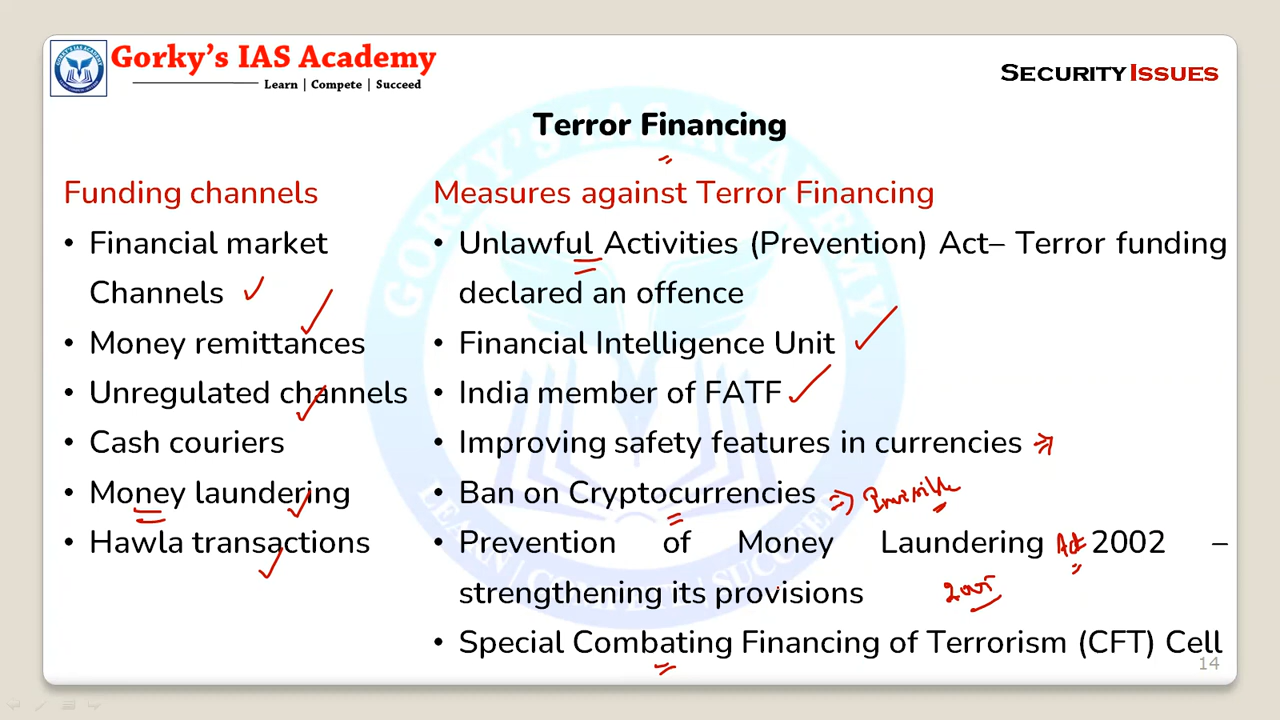 Gorky's IAS Academy
Learn | Compete | Succeed
SECURITY ISSUES
Terror Financing
Funding channels
• Financial market
Channels
• Money remittances
• Unregulated channels
• Cash couriers
• Money laundering
• Hawla transactions
Measures against Terror Financing
• Unlawful Activities (Prevention) Act– Terror funding
declared an offence
• Financial Intelligence Unit
• India member of FATF
• Improving safety features in currencies
• Ban on Cryptocurrencies => Invisible
• Prevention of Money Laundering Act 2002 –
strengthening its provisions 2005
• Special Combating Financing of Terrorism (CFT) Cell
14